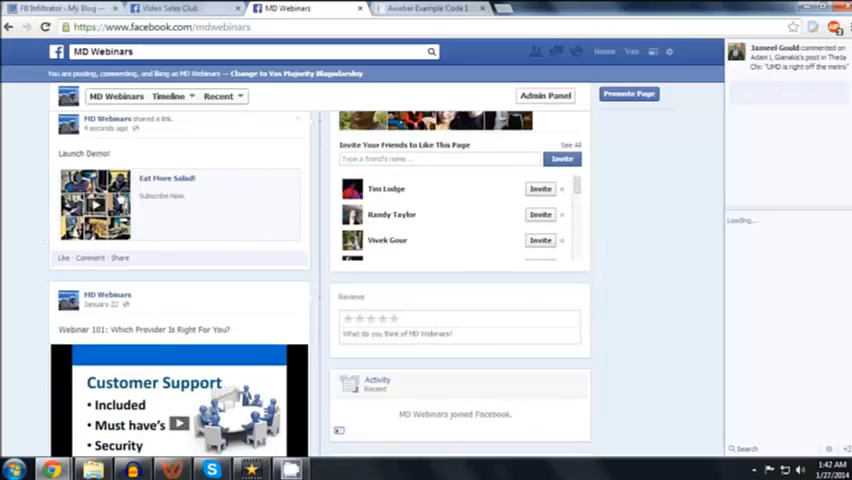 FB Infiltrator - My Blog
Video Sales Club
MD Webinars
Aweber Example Code 1
https://www.facebook.com/mdwebinars
MD Webinars
Home
You are posting, commenting, and liking as MD Webinars — Change to Vas Majority Blagodarskiy
MD Webinars
Timeline
Recent
Admin Panel
Promote Page
Jameel Gould commented on
Adam L Gianakis's post in Theta
Chi: "UMD is right off the metro"
MD Webinars shared a link.
4 seconds ago
Launch Demo!
Eat More Salad!
Subscribe Now.
Like · Comment · Share
MD Webinars
January 22
Webinar 101: Which Provider Is Right For You?
Customer Support
• Included
• Must have's
• Security
Invite Your Friends to Like This Page
See All
Type a friend's name...
Invite
Tim Lodge
Invite
Randy Taylor
Invite
Vivek Gour
Invite
Reviews
What do you think of MD Webinars?
Activity
Recent
MD Webinars joined Facebook.
Loading...
Search
1:42 AM
1/27/2014